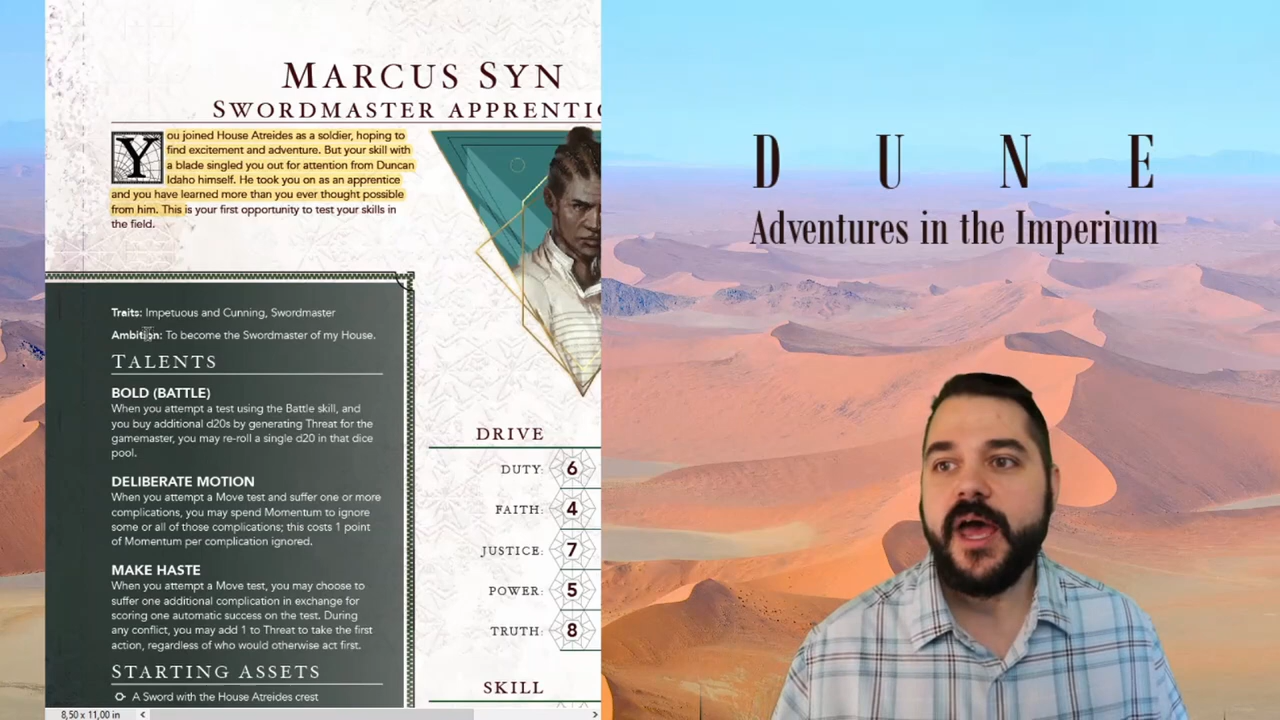 MARCUS SYN
SWORDMASTER APPRENTIC
You joined House Atreides as a soldier, hoping to
find excitement and adventure. But your skill with
a blade singled you out for attention from Duncan
Idaho himself. He took you on as an apprentice
and you have learned more than you ever thought possible
from him. This is your first opportunity to test your skills in
the field.
Traits: Impetuous and Cunning, Swordmaster
Ambition: To become the Swordmaster of my House.
TALENTS
BOLD (BATTLE)
When you attempt a test using the Battle skill, and
you buy additional d20s by generating Threat for the
gamemaster, you may re-roll a single d20 in that dice
pool.
DELIBERATE MOTION
When you attempt a Move test and suffer one or more
complications, you may spend Momentum to ignore
some or all of those complications; this costs 1 point
of Momentum per complication ignored.
MAKE HASTE
When you attempt a Move test, you may choose to
suffer one additional complication in exchange for
scoring one automatic success on the test. During
any conflict, you may add 1 to Threat to take the first
action, regardless of who would otherwise act first.
STARTING ASSETS
A Sword with the House Atreides crest
8,50 x 11,00 in
DRIVE
DUTY: 6
FAITH: 4
JUSTICE: 7
POWER: 5
TRUTH: 8
SKILL
DUNE
Adventures in the Imperium